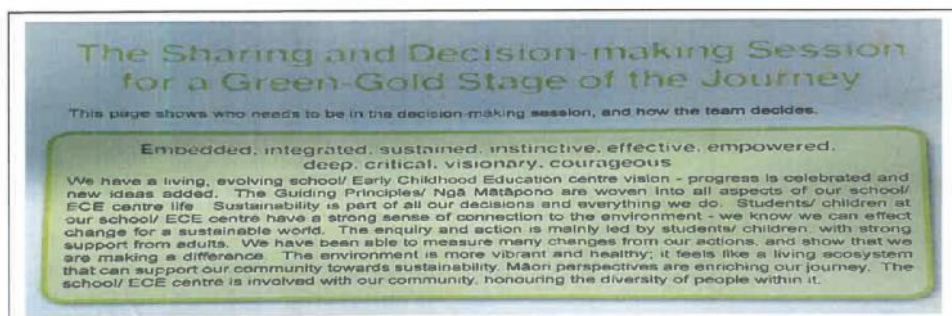 The Sharing and Decision-making Session
for a Green-Gold Stage of the Journey
This page shows who needs to be in the decision-making session, and how the team decides.
Embedded, integrated, sustained, instinctive, effective, empowered,
deep, critical, visionary, courageous
We have a living, evolving school/ Early Childhood Education centre vision - progress is celebrated and
new ideas added. The Guiding Principles/ Ngā Mātāpono are woven into all aspects of our school/
ECE centre life Sustainability is part of all our decisions and everything we do. Students/ children at
our school/ ECE centre have a strong sense of connection to the environment - we know we can effect
change for a sustainable world. The enquiry and action is mainly led by students/ children, with strong
support from adults. We have been able to measure many changes from our actions, and show that we
are making a difference. The environment is more vibrant and healthy; it feels like a living ecosystem
that can support our community towards sustainability. Māori perspectives are enriching our journey. The
school/ ECE centre is involved with our community, honouring the diversity of people within it.